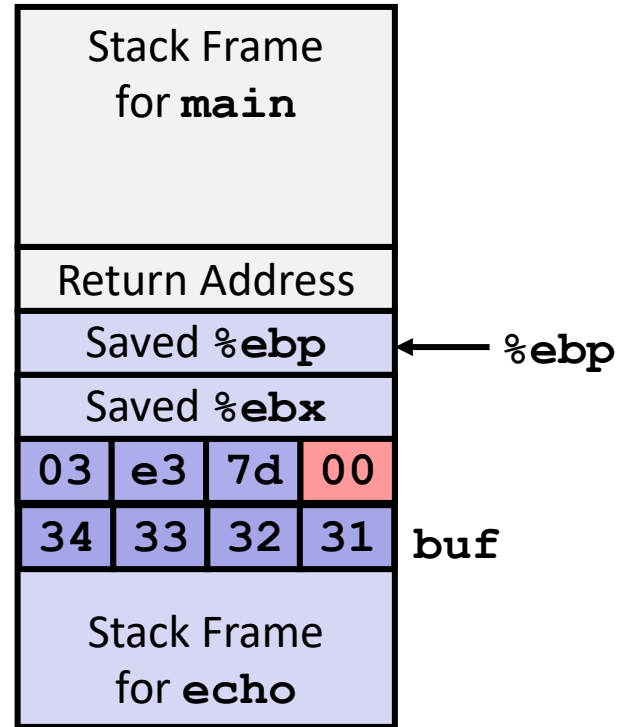 Stack Frame
for main
Return Address
Saved %ebp
%ebp
Saved %ebx
03 e3 7d 00
34 33 32 31
buf
Stack Frame
for echo